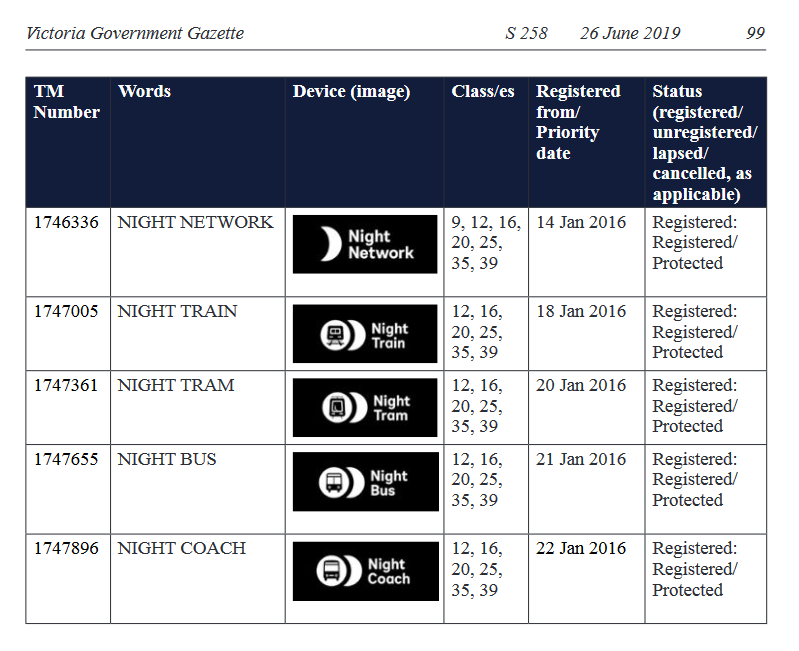 Victoria Government Gazette S 258 26 June 2019 99
TM Number Words Device (image) Class/es Registered from/ Priority date Status (registered/ unregistered/ lapsed/ cancelled, as applicable)
1746336 NIGHT NETWORK Night Network 9, 12, 16, 20, 25, 35, 39 14 Jan 2016 Registered: Registered/ Protected
1747005 NIGHT TRAIN Night Train 12, 16, 20, 25, 35, 39 18 Jan 2016 Registered: Registered/ Protected
1747361 NIGHT TRAM Night Tram 12, 16, 20, 25, 35, 39 20 Jan 2016 Registered: Registered/ Protected
1747655 NIGHT BUS Night Bus 12, 16, 20, 25, 35, 39 21 Jan 2016 Registered: Registered/ Protected
1747896 NIGHT COACH Night Coach 12, 16, 20, 25, 35, 39 22 Jan 2016 Registered: Registered/ Protected